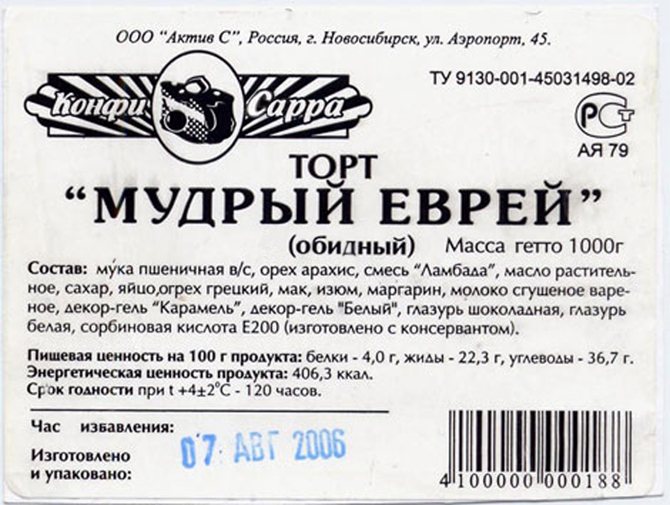 ООО "Актив С", Россия, г. Новосибирск, ул. Аэропорт, 45.
Конфи Сарра
ТУ 9130-001-45031498-02
РСТ
АЯ 79
ТОРТ
"МУДРЫЙ ЕВРЕЙ"
(обидный) Масса гетто 1000г
Состав: мука пшеничная в/с, орех арахис, смесь "Ламбада", масло раститель-
ное, сахар, яйцо,огрех грецкий, мак, изюм, маргарин, молоко сгушеное варе-
ное, декор-гель "Карамель", декор-гель "Белый", глазурь шоколадная, глазурь
белая, сорбиновая кислота Е200 (изготовлено с консервантом).
Пишевая ценность на 100 г продукта: белки - 4,0 г, жиды - 22,3 г, углеводы - 36,7 г.
Энергетическая ценность продукта: 406,3 ккал.
Срок годности при t +4±2°С - 120 часов.
Час избавления:
07 АВГ 2006
Изготовлено
и упаковано:
4 100000 000188